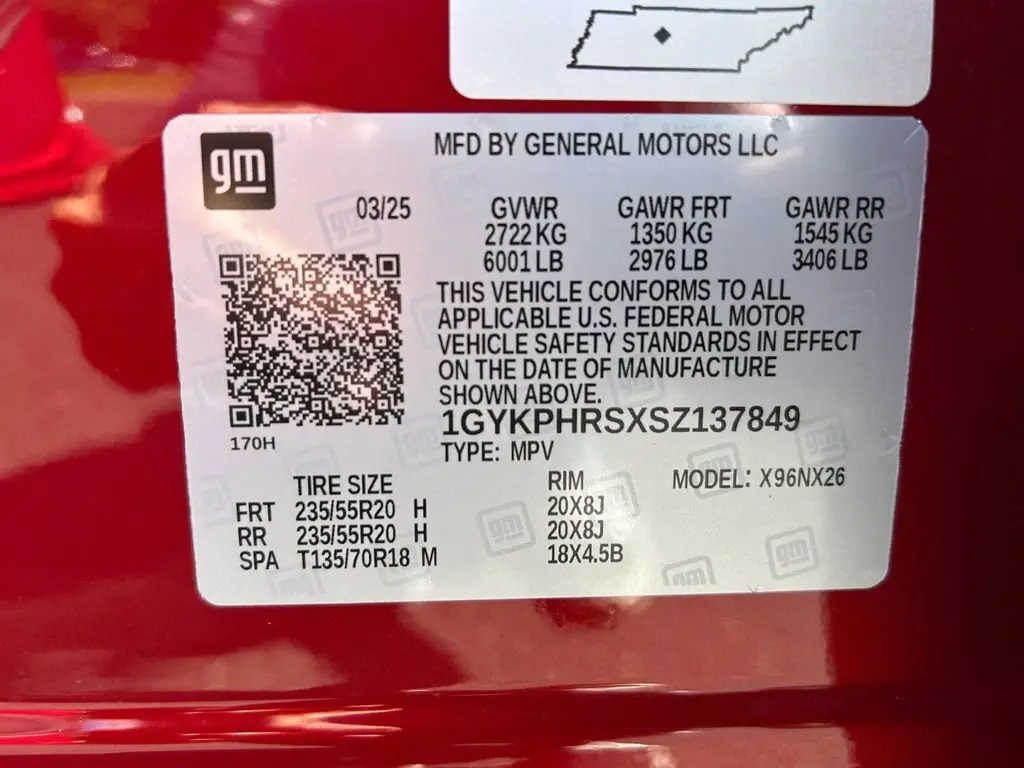 gm
MFD BY GENERAL MOTORS LLC
03/25
GVWR GAWR FRT GAWR RR
2722 KG 1350 KG 1545 KG
6001 LB 2976 LB 3406 LB
THIS VEHICLE CONFORMS TO ALL
APPLICABLE U.S. FEDERAL MOTOR
VEHICLE SAFETY STANDARDS IN EFFECT
ON THE DATE OF MANUFACTURE
SHOWN ABOVE.
1GYKPHRSXSZ137849
170H
TYPE: MPV
TIRE SIZE RIM MODEL: X96NX26
FRT 235/55R20 H 20X8J
RR 235/55R20 H 20X8J
SPA T135/70R18 M 18X4.5B